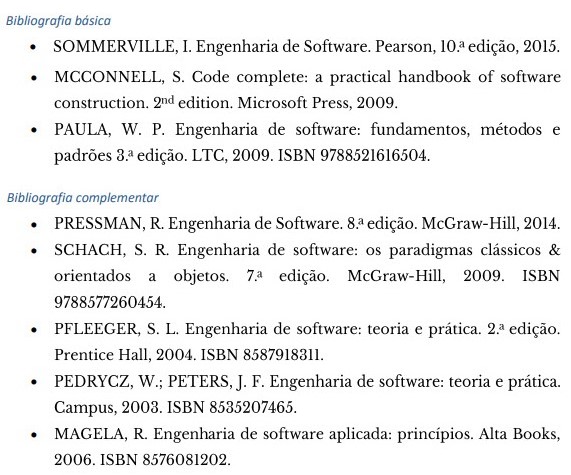 Bibliografia básica
• SOMMERVILLE, I. Engenharia de Software. Pearson, 10.ª edição, 2015.
• MCCONNELL, S. Code complete: a practical handbook of software
construction. 2nd edition. Microsoft Press, 2009.
• PAULA, W. P. Engenharia de software: fundamentos, métodos e
padrões 3.ª edição. LTC, 2009. ISBN 9788521616504.
Bibliografia complementar
• PRESSMAN, R. Engenharia de Software. 8.ª edição. McGraw-Hill, 2014.
• SCHACH, S. R. Engenharia de software: os paradigmas clássicos &
orientados a objetos. 7.ª edição. McGraw-Hill, 2009. ISBN
9788577260454.
• PFLEEGER, S. L. Engenharia de software: teoria e prática. 2.ª edição.
Prentice Hall, 2004. ISBN 8587918311.
• PEDRYCZ, W.; PETERS, J. F. Engenharia de software: teoria e prática.
Campus, 2003. ISBN 8535207465.
• MAGELA, R. Engenharia de software aplicada: princípios. Alta Books,
2006. ISBN 8576081202.